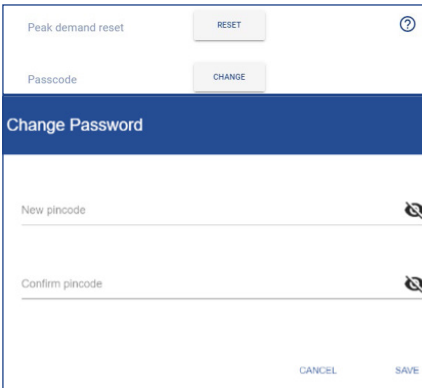 Peak demand reset RESET
Passcode CHANGE
Change Password
New pincode
Confirm pincode
CANCEL SAVE